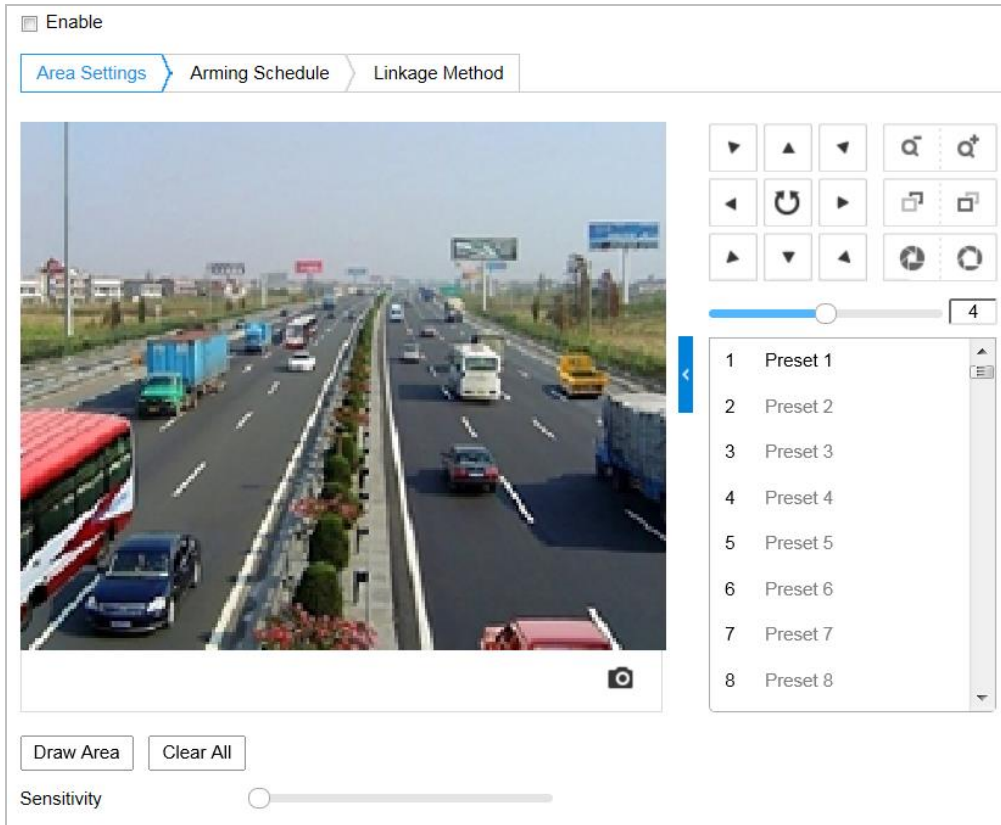 Enable
Area Settings Arming Schedule Linkage Method
4
1 Preset 1
2 Preset 2
3 Preset 3
4 Preset 4
5 Preset 5
6 Preset 6
7 Preset 7
8 Preset 8
Draw Area Clear All
Sensitivity